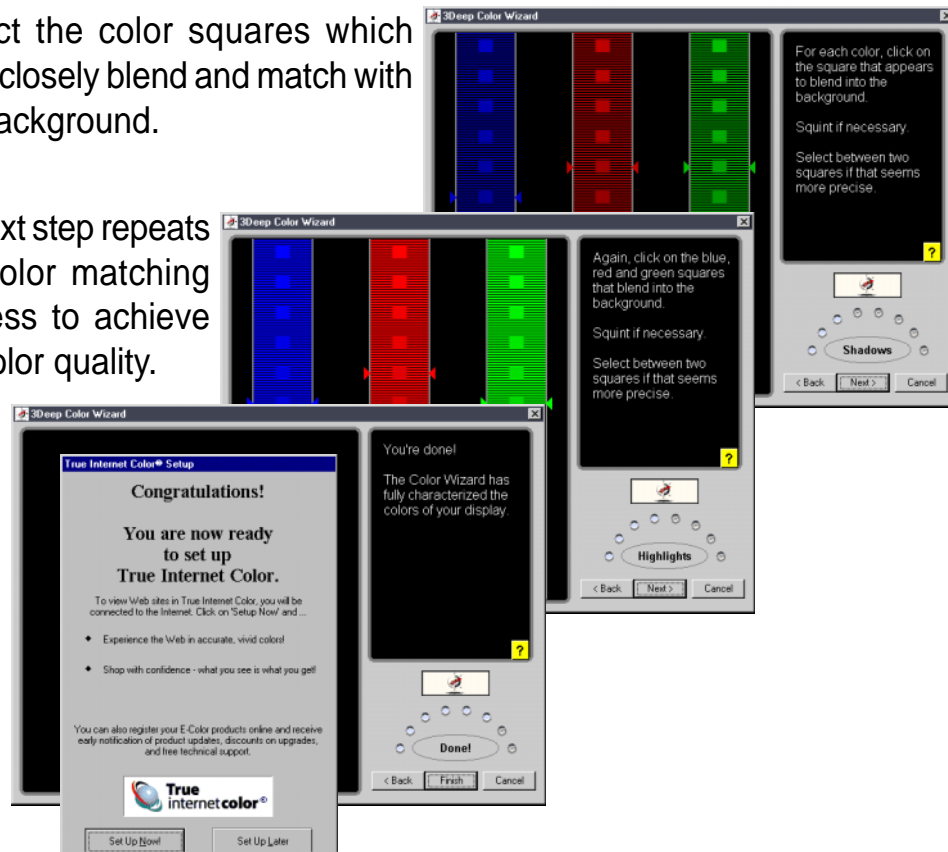 ct the color squares which
closely blend and match with
ackground.
xt step repeats
olor matching
ess to achieve
olor quality.
3Deep Color Wizard
For each color, click on
the square that appears
to blend into the
background.
Squint if necessary.
Select between two
squares if that seems
more precise.
?
Shadows
< Back Next > Cancel
3Deep Color Wizard
Again, click on the blue,
red and green squares
that blend into the
background.
Squint if necessary.
Select between two
squares if that seems
more precise.
?
Highlights
< Back Next > Cancel
3Deep Color Wizard
You're done!
The Color Wizard has
fully characterized the
colors of your display.
?
Done!
< Back Finish Cancel
True Internet Color® Setup
Congratulations!
You are now ready
to set up
True Internet Color.
To view Web sites in True Internet Color, you will be
connected to the Internet. Click on 'Setup Now' and ...
Experience the Web in accurate, vivid colors!
Shop with confidence - what you see is what you get!
You can also register your E-Color products online and receive
early notification of product updates, discounts on upgrades,
and free technical support.
True
internetcolor®
Set Up Now! Set Up Later